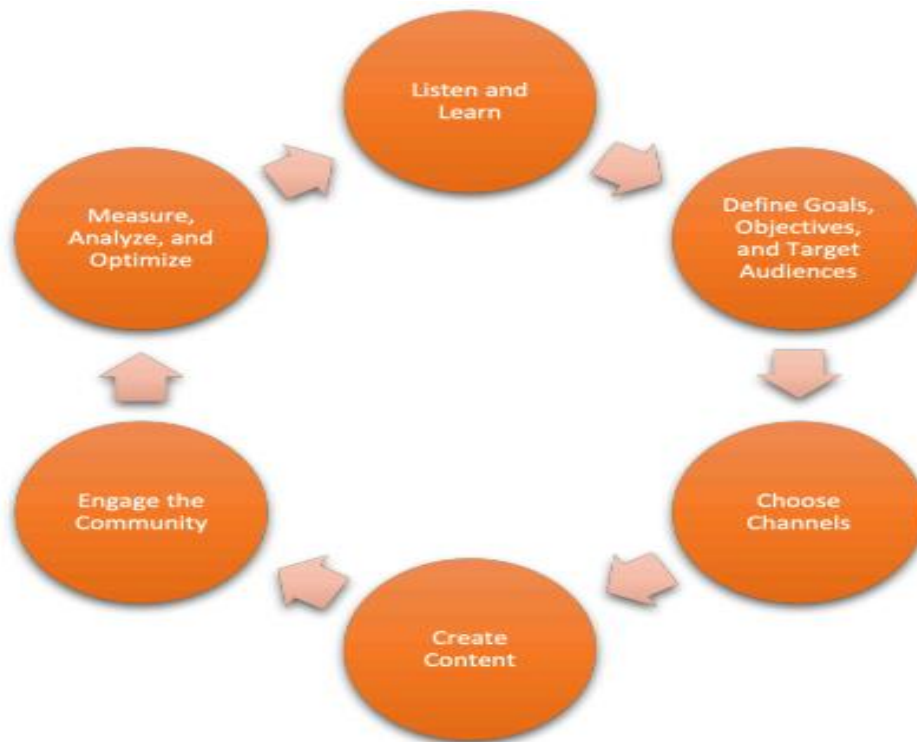 Listen and
Learn
Define Goals,
Objectives,
and Target
Audiences
Choose
Channels
Create
Content
Engage the
Community
Measure,
Analyze, and
Optimize